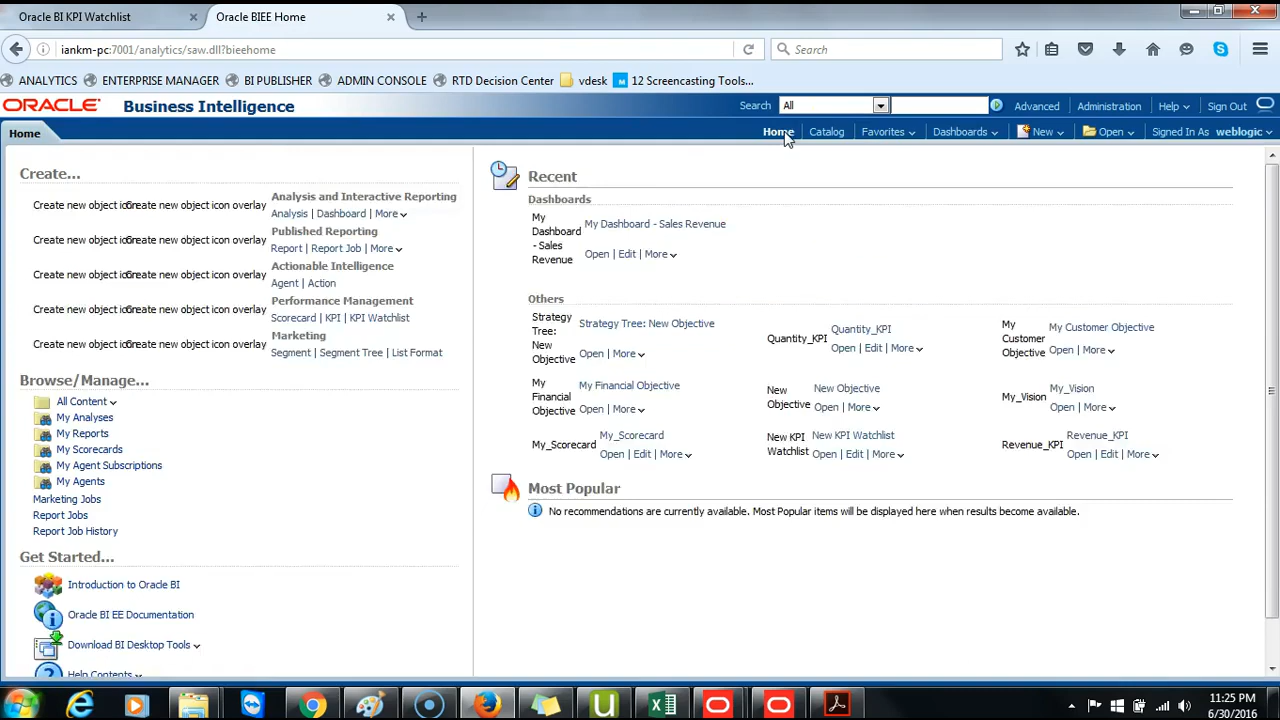 Oracle BI KPI Watchlist × Oracle BIEE Home × +
iankm-pc:7001/analytics/saw.dll?bieehome Search
ANALYTICS ENTERPRISE MANAGER BI PUBLISHER ADMIN CONSOLE RTD Decision Center vdesk 12 Screencasting Tools...
ORACLE Business Intelligence Search All Advanced Administration Help Sign Out
Home Home Catalog Favorites Dashboards New Open Signed In As weblogic
Create...
Create new object icon Create new object icon overlay
Analysis and Interactive Reporting
Analysis | Dashboard | More
Create new object icon Create new object icon overlay
Published Reporting
Report | Report Job | More
Create new object icon Create new object icon overlay
Actionable Intelligence
Agent | Action
Create new object icon Create new object icon overlay
Performance Management
Scorecard | KPI | KPI Watchlist
Create new object icon Create new object icon overlay
Marketing
Segment | Segment Tree | List Format
Browse/Manage...
All Content
My Analyses
My Reports
My Scorecards
My Agent Subscriptions
My Agents
Marketing Jobs
Report Jobs
Report Job History
Get Started...
Introduction to Oracle BI
Oracle BI EE Documentation
Download BI Desktop Tools
Help Contents
Recent
Dashboards
My
Dashboard
- Sales
Revenue
My Dashboard - Sales Revenue
Open | Edit | More
Others
Strategy
Tree:
New
Objective
Strategy Tree: New Objective
Open | More
Quantity_KPI
Quantity_KPI
Open | Edit | More
My
Customer
Objective
My Customer Objective
Open | More
My
Financial
Objective
My Financial Objective
Open | More
New
Objective
New Objective
Open | More
My_Vision
My_Vision
Open | More
My_Scorecard
My_Scorecard
Open | Edit | More
New KPI
Watchlist
New KPI Watchlist
Open | Edit | More
Revenue_KPI
Revenue_KPI
Open | Edit | More
Most Popular
No recommendations are currently available. Most Popular items will be displayed here when results become available.
11:25 PM
6/30/2016